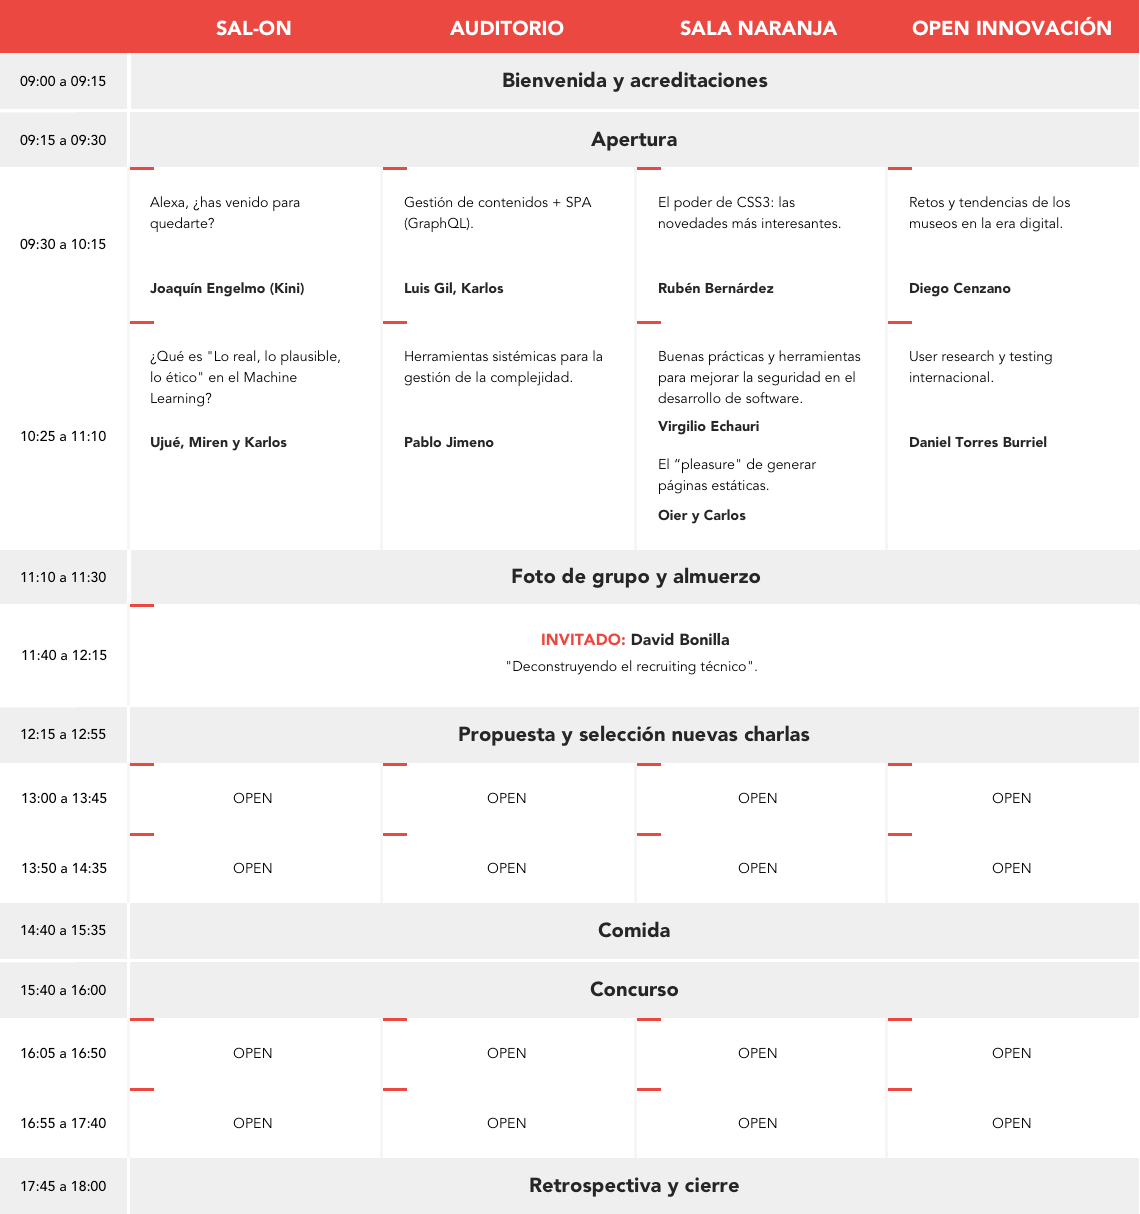 SAL-ON
AUDITORIO
SALA NARANJA
OPEN INNOVACIÓN
09:00 a 09:15
Bienvenida y acreditaciones
09:15 a 09:30
Apertura
09:30 a 10:15
Alexa, ¿has venido para
quedarte?
Joaquín Engelmo (Kini)
Gestión de contenidos + SPA
(GraphQL).
Luis Gil, Karlos
El poder de CSS3: las
novedades más interesantes.
Rubén Bernárdez
Retos y tendencias de los
museos en la era digital.
Diego Cenzano
10:25 a 11:10
¿Qué es "Lo real, lo plausible,
lo ético" en el Machine
Learning?
Ujué, Miren y Karlos
Herramientas sistémicas para la
gestión de la complejidad.
Pablo Jimeno
Buenas prácticas y herramientas
para mejorar la seguridad en el
desarrollo de software.
Virgilio Echauri
El “pleasure" de generar
páginas estáticas.
Oier y Carlos
User research y testing
internacional.
Daniel Torres Burriel
11:10 a 11:30
Foto de grupo y almuerzo
11:40 a 12:15
INVITADO: David Bonilla
"Deconstruyendo el recruiting técnico".
12:15 a 12:55
Propuesta y selección nuevas charlas
13:00 a 13:45
OPEN
OPEN
OPEN
OPEN
13:50 a 14:35
OPEN
OPEN
OPEN
OPEN
14:40 a 15:35
Comida
15:40 a 16:00
Concurso
16:05 a 16:50
OPEN
OPEN
OPEN
OPEN
16:55 a 17:40
OPEN
OPEN
OPEN
OPEN
17:45 a 18:00
Retrospectiva y cierre